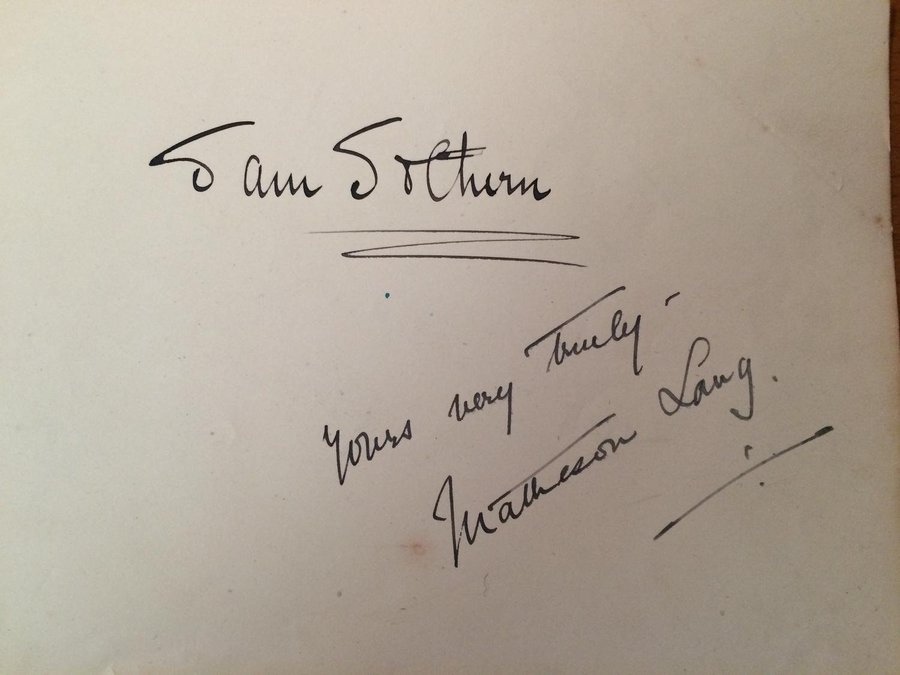 Sam Sothern
Yours very Truly -
Matheson Lang.